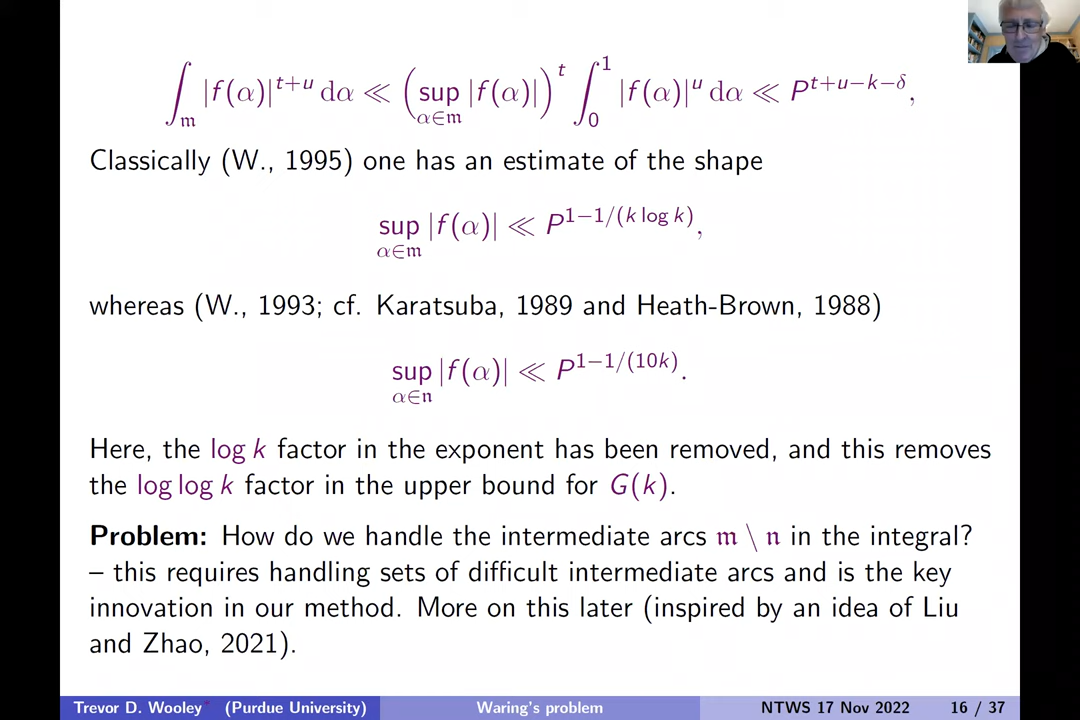 ∫_𝔪 |f(α)|^{t+u} dα ≪ (sup_{α∈𝔪} |f(α)|)^t ∫_0^1 |f(α)|^u dα ≪ P^{t+u−k−δ},
Classically (W., 1995) one has an estimate of the shape
sup_{α∈𝔪} |f(α)| ≪ P^{1−1/(k log k)},
whereas (W., 1993; cf. Karatsuba, 1989 and Heath-Brown, 1988)
sup_{α∈𝔫} |f(α)| ≪ P^{1−1/(10k)}.
Here, the log k factor in the exponent has been removed, and this removes
the log log k factor in the upper bound for G(k).
Problem: How do we handle the intermediate arcs 𝔪 \ 𝔫 in the integral?
– this requires handling sets of difficult intermediate arcs and is the key
innovation in our method. More on this later (inspired by an idea of Liu
and Zhao, 2021).
Trevor D. Wooley* (Purdue University) Waring's problem NTWS 17 Nov 2022 16 / 37